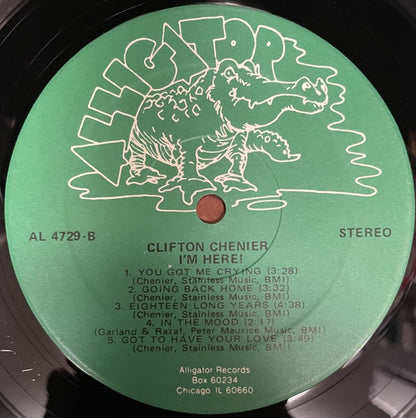 ALLIGATOR
AL 4729-B
STEREO
CLIFTON CHENIER
I'M HERE!
1. YOU GOT ME CRYING (3:28)
(Chenier, Stainless Music, BMI)
2. GOING BACK HOME (3:32)
(Chenier, Stainless Music, BMI)
3. EIGHTEEN LONG YEARS (4:38)
(Chenier, Stainless Music, BMI)
4. IN THE MOOD (2:17)
(Garland & Razaf, Peter Maurice Music, BMI)
5. GOT TO HAVE YOUR LOVE (3:49)
(Chenier, Stainless Music, BMI)
Alligator Records
Box 60234
Chicago IL 60660